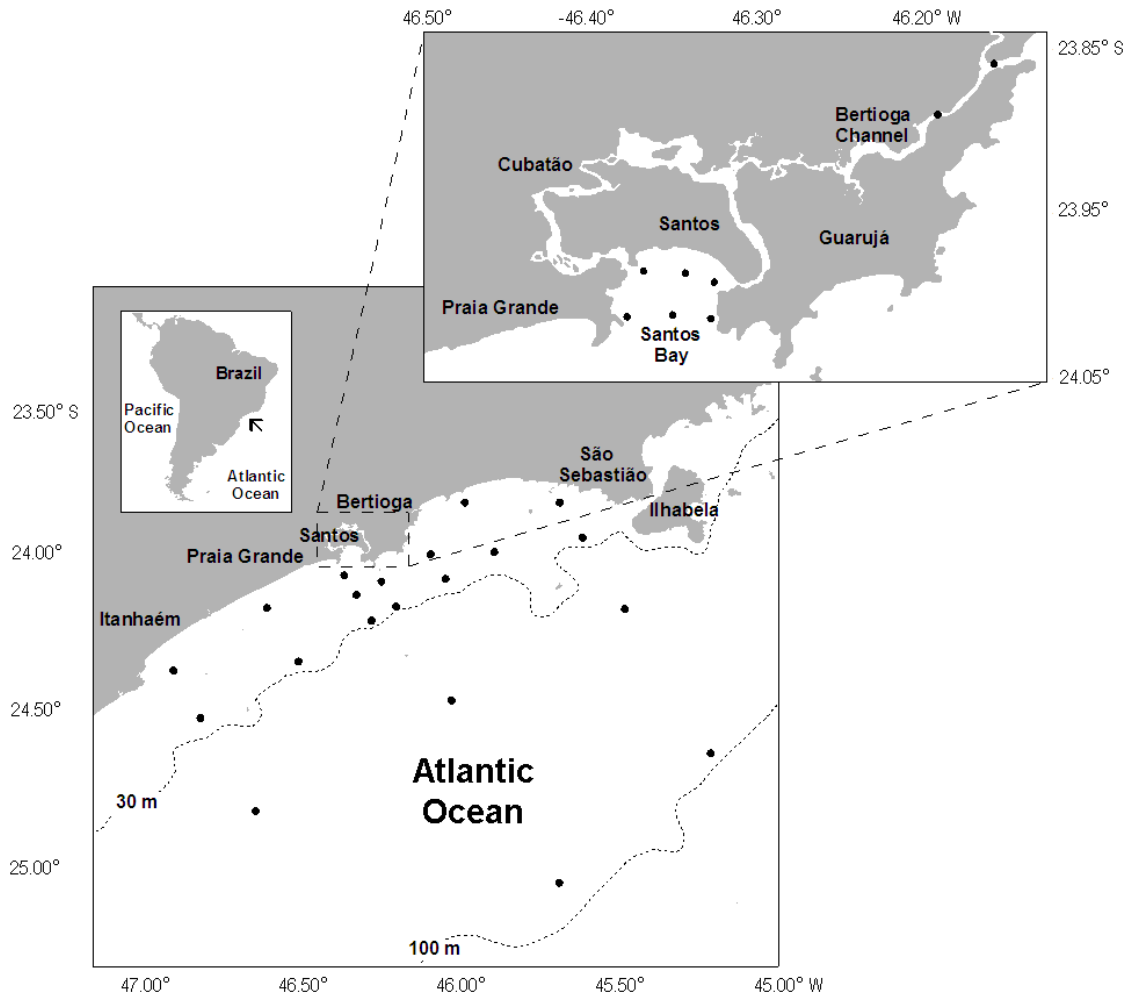 46.50°
-46.40°
46.30°
46.20° W
23.85° S
23.95°
24.05°
Bertioga
Channel
Cubatão
Santos
Guarujá
Praia Grande
Santos
Bay
Brazil
Pacific
Ocean
Atlantic
Ocean
23.50° S
24.00°
24.50°
25.00°
São
Sebastião
Ilhabela
Bertioga
Santos
Praia Grande
Itanhaém
Atlantic
Ocean
30 m
100 m
47.00°
46.50°
46.00°
45.50°
45.00° W